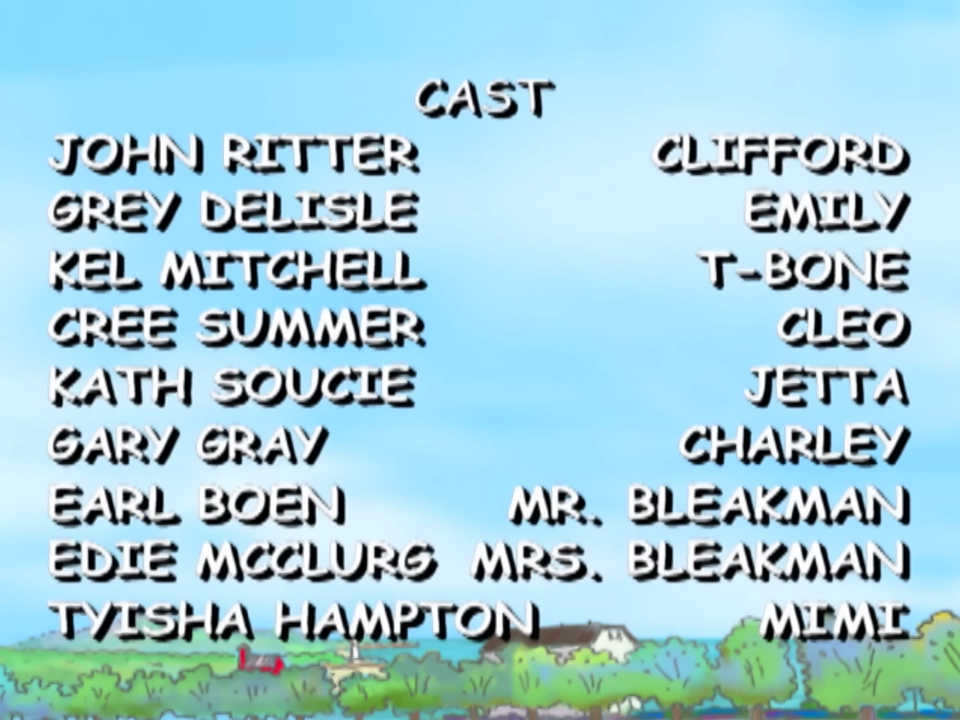 CAST
JOHN RITTER CLIFFORD
GREY DELISLE EMILY
KEL MITCHELL T-BONE
CREE SUMMER CLEO
KATH SOUCIE JETTA
GARY GRAY CHARLEY
EARL BOEN MR. BLEAKMAN
EDIE MCCLURG MRS. BLEAKMAN
TYISHA HAMPTON MIMI